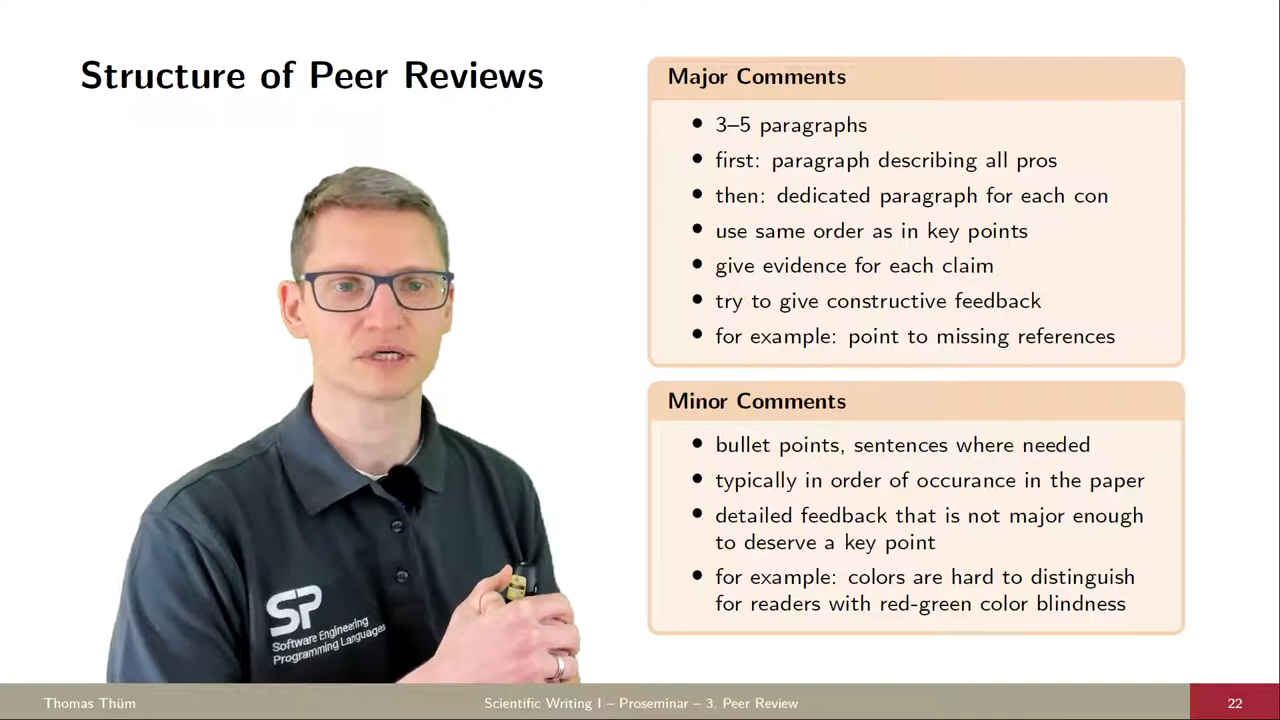 Structure of Peer Reviews
Major Comments
• 3–5 paragraphs
• first: paragraph describing all pros
• then: dedicated paragraph for each con
• use same order as in key points
• give evidence for each claim
• try to give constructive feedback
• for example: point to missing references
Minor Comments
• bullet points, sentences where needed
• typically in order of occurance in the paper
• detailed feedback that is not major enough
to deserve a key point
• for example: colors are hard to distinguish
for readers with red-green color blindness
SP
Software Engineering
Programming Languages
Thomas Thüm
Scientific Writing I – Proseminar – 3. Peer Review
22